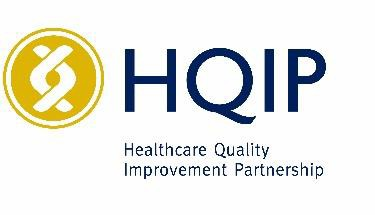 HQIP
Healthcare Quality
Improvement Partnership